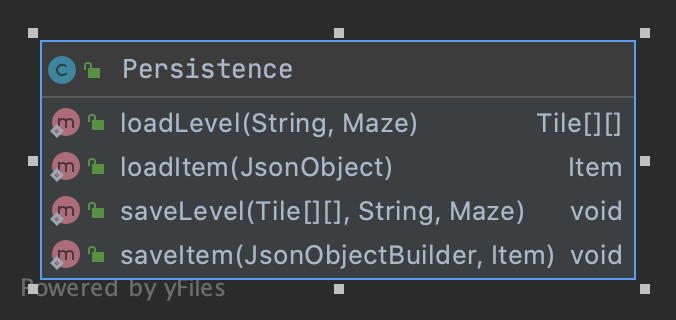 C Persistence
m loadLevel(String, Maze) Tile[][]
m loadItem(JsonObject) Item
m saveLevel(Tile[][], String, Maze) void
m saveItem(JsonObjectBuilder, Item) void
Powered by yFiles